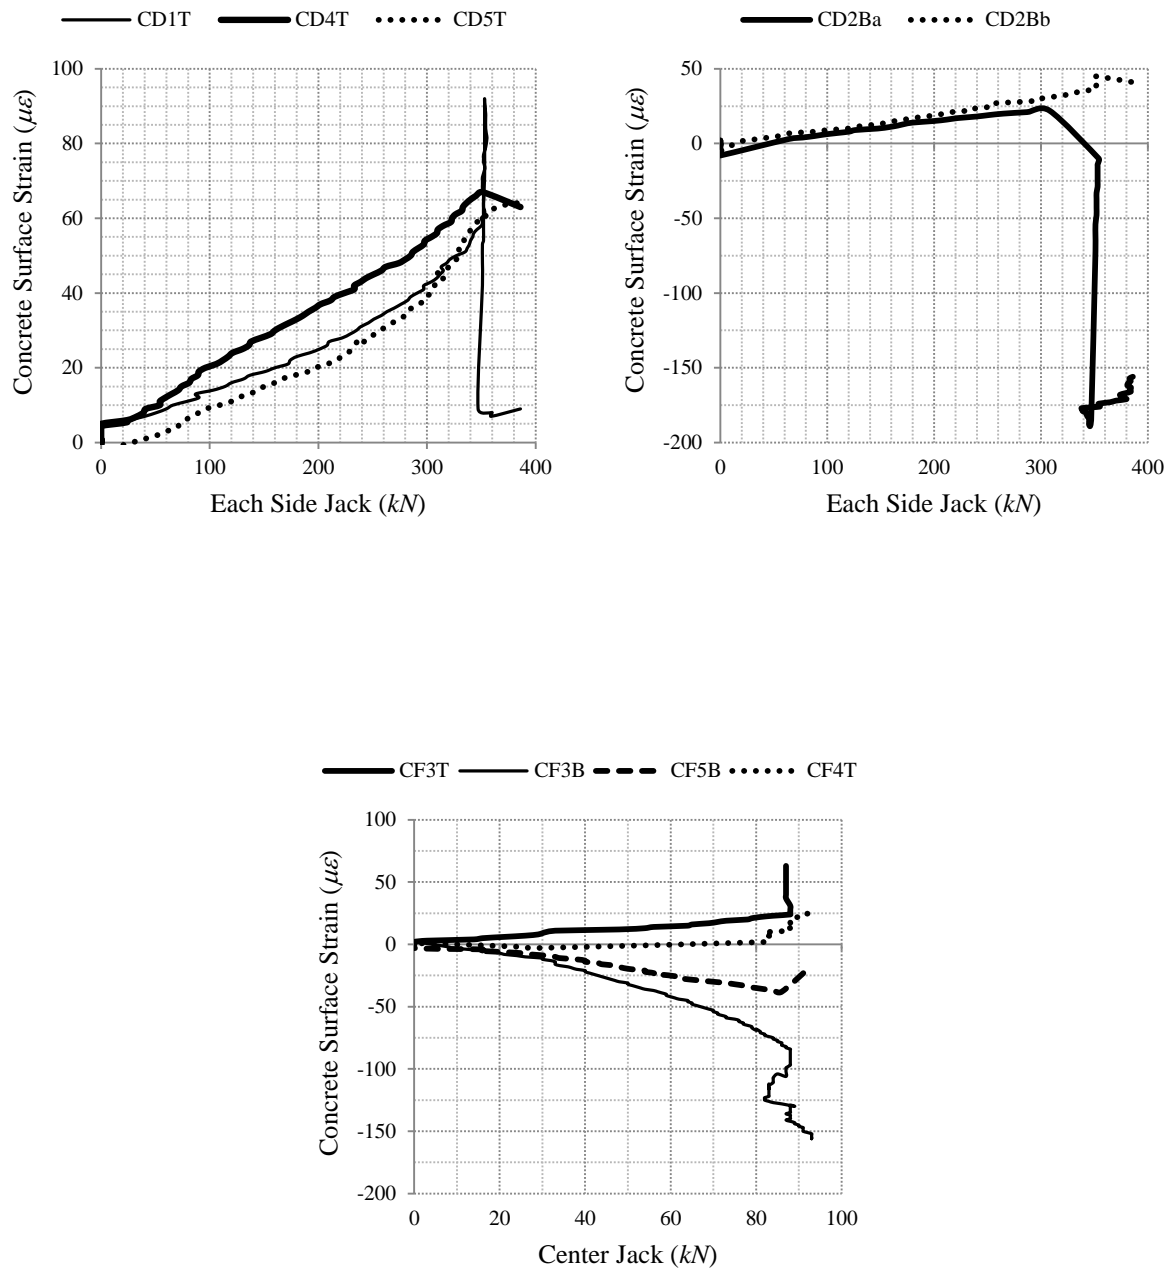 CD1T CD4T CD5T
100
80
60
40
20
0
0 100 200 300 400
Concrete Surface Strain (με)
Each Side Jack (kN)
CD2Ba CD2Bb
50
0
-50
-100
-150
-200
0 100 200 300 400
Concrete Surface Strain (με)
Each Side Jack (kN)
CF3T CF3B CF5B CF4T
100
50
0
-50
-100
-150
-200
0 20 40 60 80 100
Concrete Surface Strain (με)
Center Jack (kN)